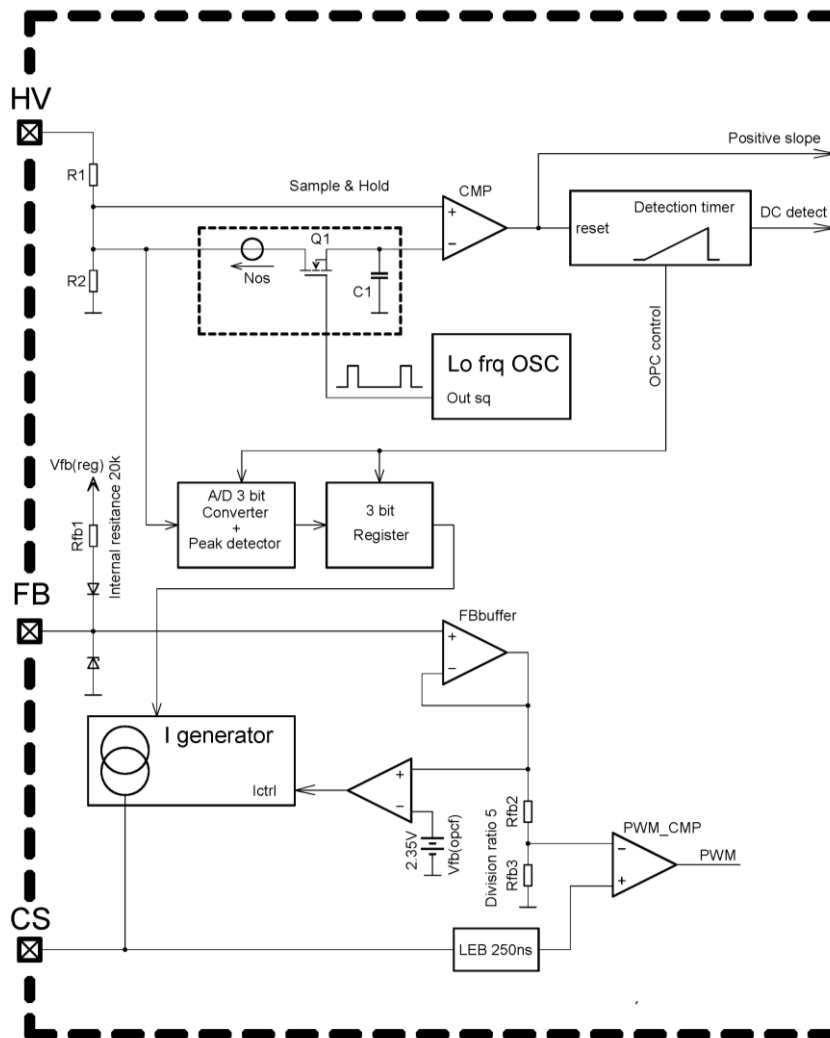 HV
Positive slope
R1
Sample & Hold
CMP
+
−
Detection timer
reset
DC detect
Q1
Nos
C1
R2
Lo frq OSC
Out sq
OPC control
Vfb(reg)
Rfb1
Internal resitance 20k
A/D 3 bit
Converter
+
Peak detector
3 bit
Register
FB
FBbuffer
+
−
I generator
Ictrl
+
−
2.35V
Vfb(opcf)
Division ratio 5
Rfb2
Rfb3
PWM_CMP
−
+
PWM
CS
LEB 250ns